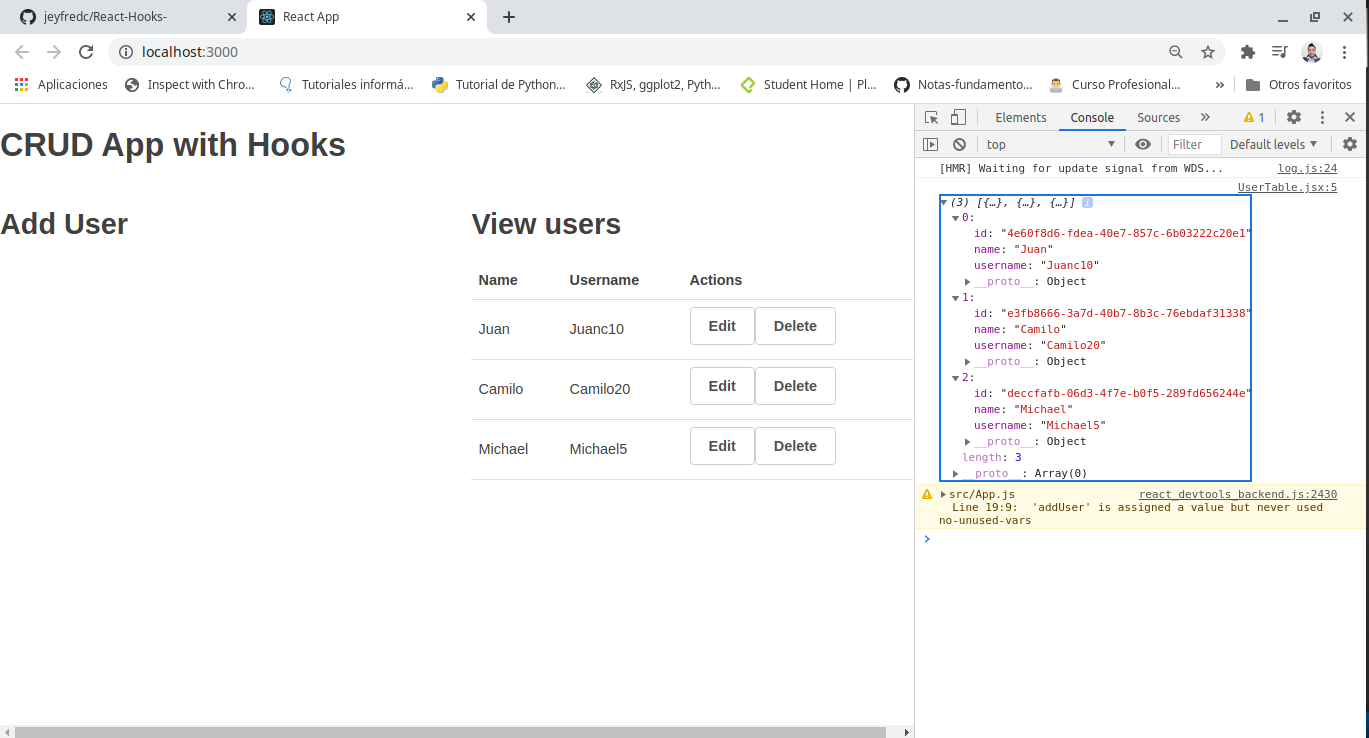 jeyfredc/React-Hooks-
React App
localhost:3000
Aplicaciones
Inspect with Chro...
Tutoriales informá...
Tutorial de Python...
RxJS, ggplot2, Pyth...
Student Home | Pl...
Notas-fundamento...
Curso Profesional...
»
Otros favoritos
CRUD App with Hooks
Add User
View users
Name Username Actions
Juan Juanc10 Edit Delete
Camilo Camilo20 Edit Delete
Michael Michael5 Edit Delete
Elements Console Sources » 1
top Filter Default levels
[HMR] Waiting for update signal from WDS... log.js:24
UserTable.jsx:5
(3) [{…}, {…}, {…}] i
0:
id: "4e60f8d6-fdea-40e7-857c-6b03222c20e1"
name: "Juan"
username: "Juanc10"
__proto__: Object
1:
id: "e3fb8666-3a7d-40b7-8b3c-76ebdaf31338"
name: "Camilo"
username: "Camilo20"
__proto__: Object
2:
id: "deccfafb-06d3-4f7e-b0f5-289fd656244e"
name: "Michael"
username: "Michael5"
__proto__: Object
length: 3
__proto__: Array(0)
src/App.js react_devtools_backend.js:2430
Line 19:9: 'addUser' is assigned a value but never used
no-unused-vars